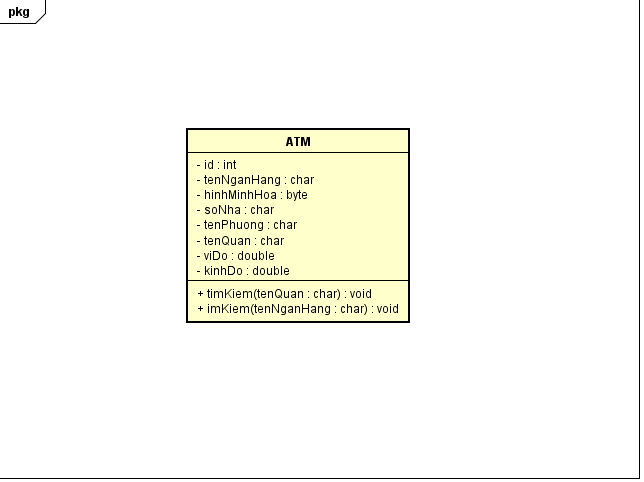 pkg
ATM
- id : int
- tenNganHang : char
- hinhMinhHoa : byte
- soNha : char
- tenPhuong : char
- tenQuan : char
- viDo : double
- kinhDo : double
+ timKiem(tenQuan : char) : void
+ imKiem(tenNganHang : char) : void